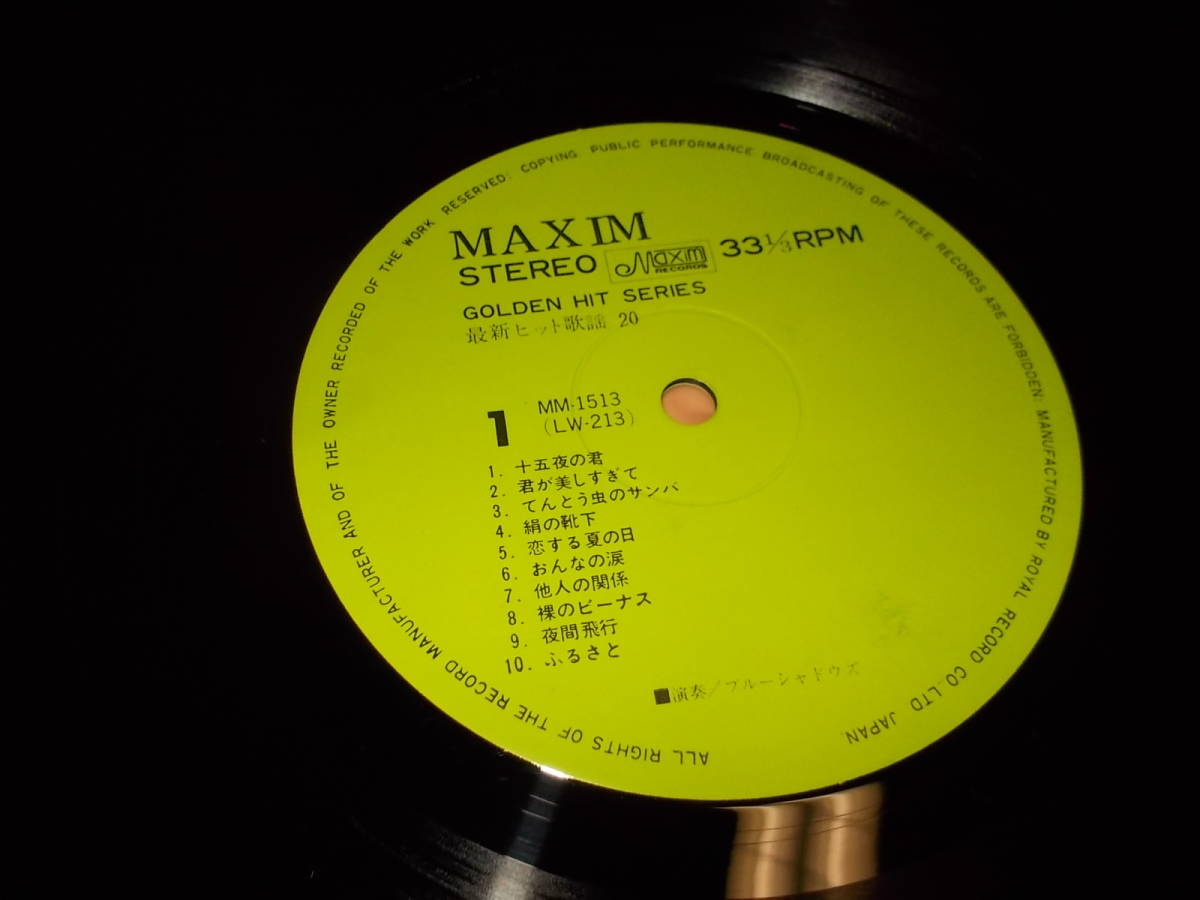 ALL RIGHTS OF THE RECORD MANUFACTURER AND OF THE OWNER RECORDED OF THE WORK RESERVED: COPYING PUBLIC PERFORMANCE BROADCASTING OF THESE RECORDS ARE FORBIDDEN: MANUFACTURED BY ROYAL RECORD CO., LTD JAPAN.
MAXIM
STEREO Maxim RECORDS 33 1/3 RPM
GOLDEN HIT SERIES
最新ヒット歌謡 20
1 MM-1513
(LW-213)
1. 十五夜の君
2. 君が美しすぎて
3. てんとう虫のサンバ
4. 絹の靴下
5. 恋する夏の日
6. おんなの涙
7. 他人の関係
8. 裸のビーナス
9. 夜間飛行
10. ふるさと
■演奏/ブルーシャドウズ